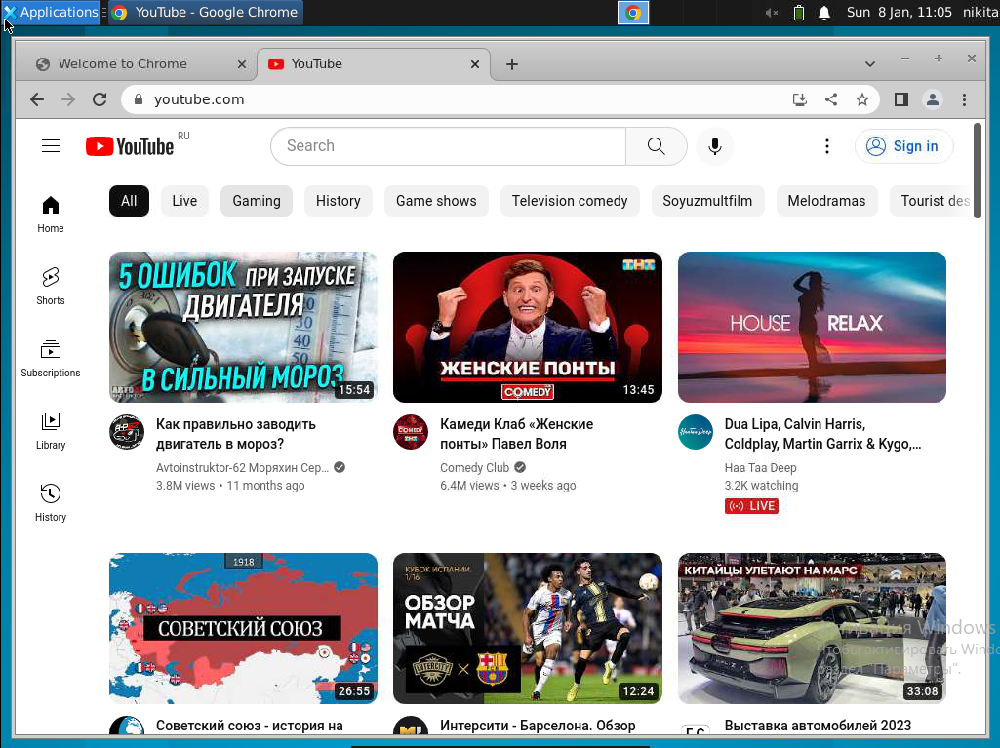 Applications
YouTube - Google Chrome
Sun 8 Jan, 11:05 nikita
Welcome to Chrome
YouTube
youtube.com
YouTube RU
Search
Sign in
All
Live
Gaming
History
Game shows
Television comedy
Soyuzmultfilm
Melodramas
Tourist des
Home
Shorts
Subscriptions
Library
History
5 ОШИБОК ПРИ ЗАПУСКЕ
ДВИГАТЕЛЯ
В СИЛЬНЫЙ МОРОЗ
15:54
Как правильно заводить
двигатель в мороз?
Avtoinstruktor-62 Моряхин Сер...
3.8M views • 11 months ago
ТНТ
ЖЕНСКИЕ ПОНТЫ
COMEDY
13:45
Камеди Клаб «Женские
понты» Павел Воля
Comedy Club
6.4M views • 3 weeks ago
HOUSE RELAX
Dua Lipa, Calvin Harris,
Coldplay, Martin Garrix & Kygo,...
Haa Taa Deep
3.2K watching
LIVE
1918
СОВЕТСКИЙ СОЮЗ
26:55
Советский союз - история на
КУБОК ИСПАНИИ.
1/16
ОБЗОР
МАТЧА
INTERCITY
12:24
Интерсити - Барселона. Обзор
КИТАЙЦЫ УЛЕТАЮТ НА МАРС
33:08
Выставка автомобилей 2023
Windows
Чтобы активировать Windo
раздел "Параметры".